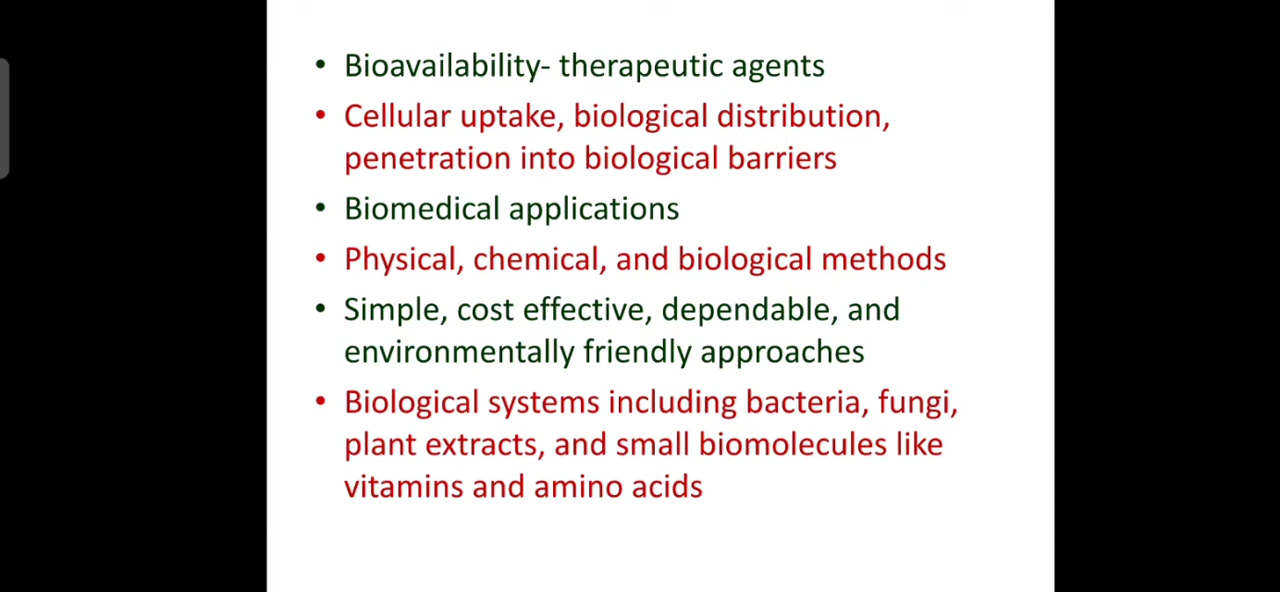 • Bioavailability- therapeutic agents
• Cellular uptake, biological distribution,
penetration into biological barriers
• Biomedical applications
• Physical, chemical, and biological methods
• Simple, cost effective, dependable, and
environmentally friendly approaches
• Biological systems including bacteria, fungi,
plant extracts, and small biomolecules like
vitamins and amino acids